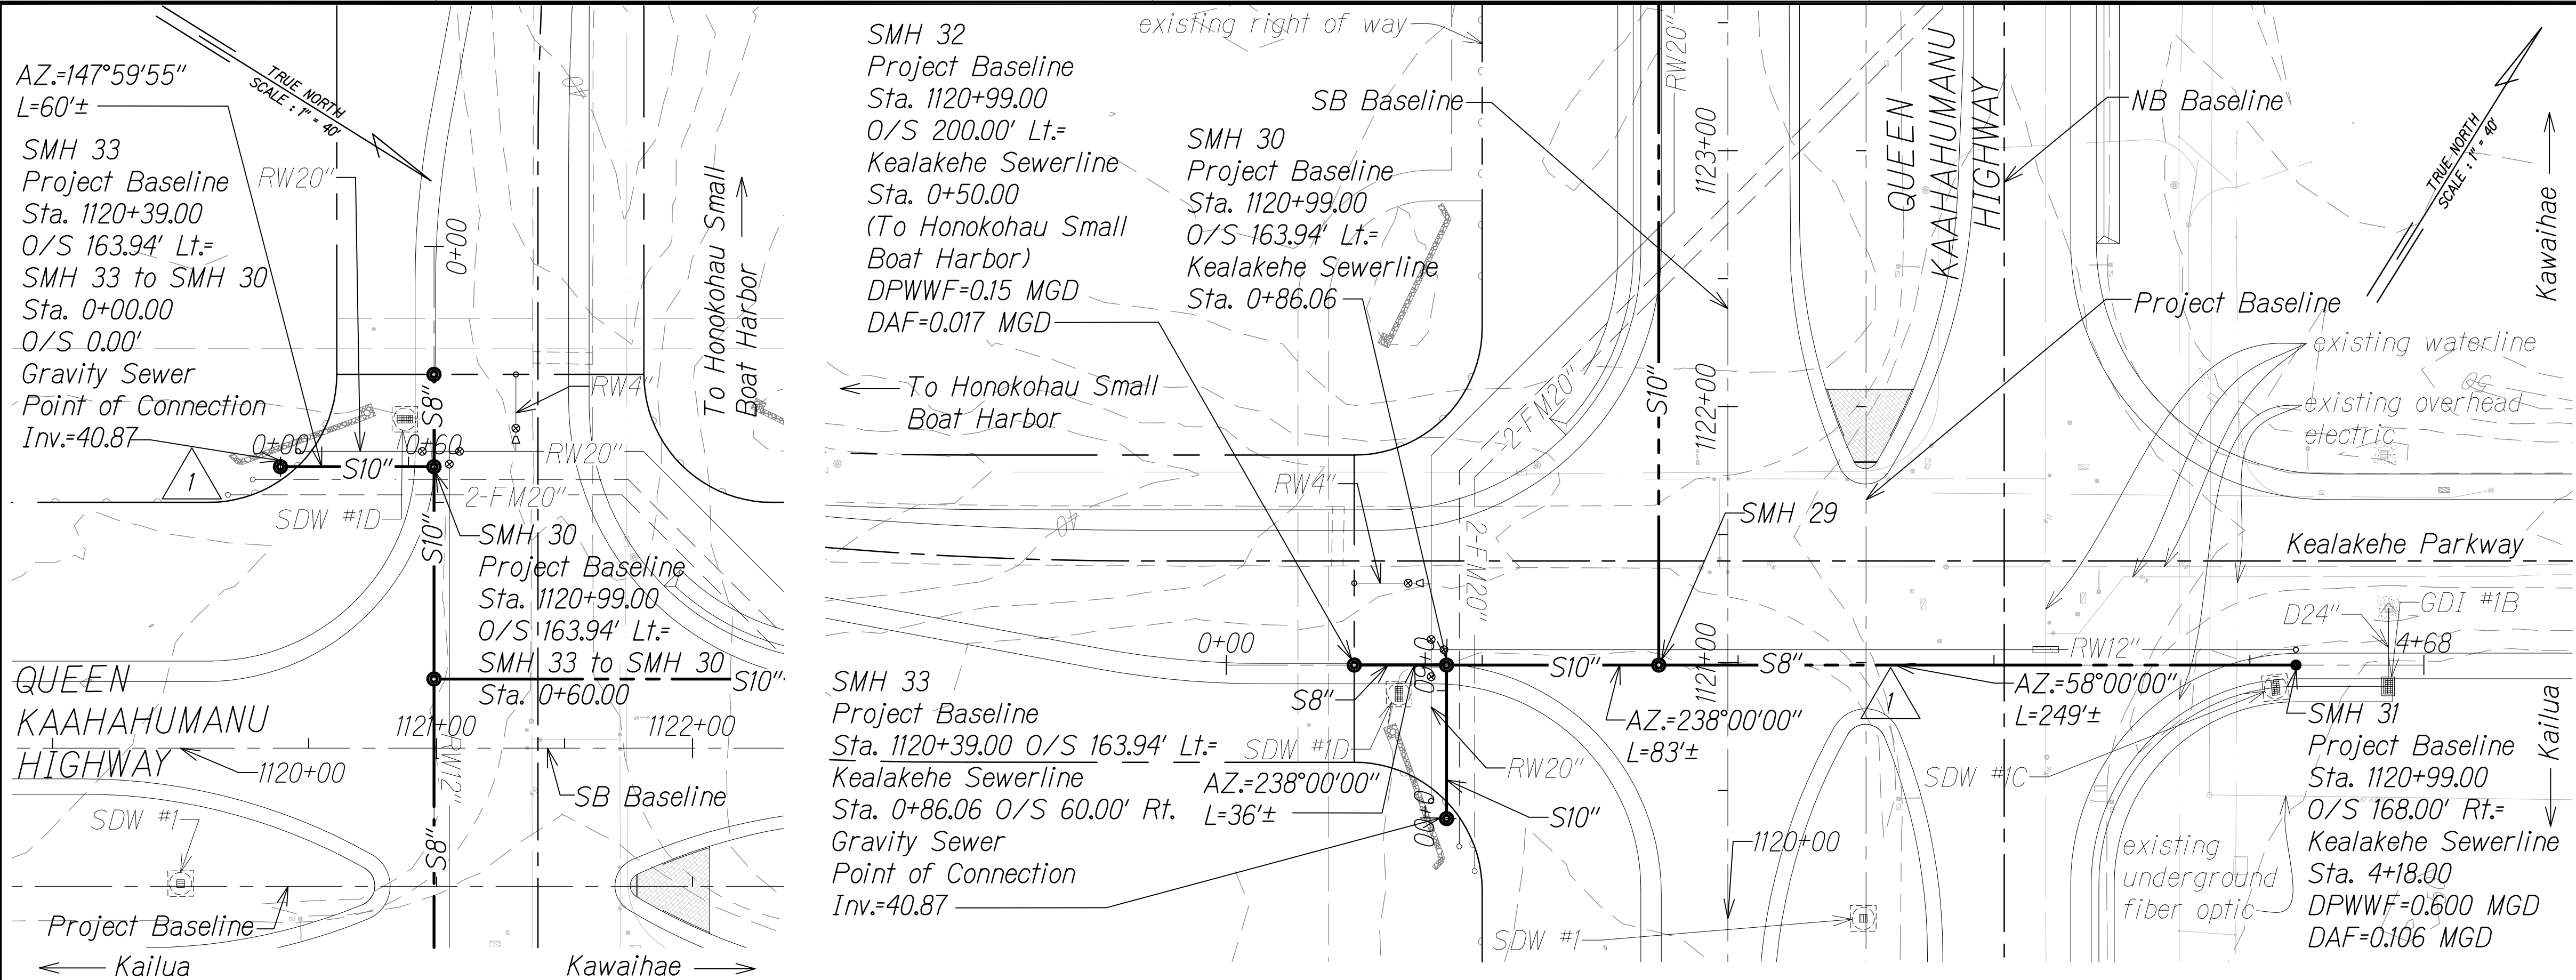 AZ.=147°59'55"
L=60'±
TRUE NORTH
SCALE : 1" = 40'
SMH 33
Project Baseline
Sta. 1120+39.00
O/S 163.94' Lt.=
SMH 33 to SMH 30
Sta. 0+00.00
O/S 0.00'
Gravity Sewer
Point of Connection
Inv.=40.87
RW20"
0+00
To Honokohau Small
Boat Harbor
RW4"
S8"
0+00
0+60
S10"
RW20"
1
2-FM20"
SDW #1D
S10"
SMH 30
Project Baseline
Sta. 1120+99.00
O/S 163.94' Lt.=
SMH 33 to SMH 30
Sta. 0+60.00
S10"
QUEEN
KAAHAHUMANU
HIGHWAY
1120+00
1121+00
1122+00
RW12"
SB Baseline
SDW #1
S8"
Project Baseline
Kailua
Kawaihae
SMH 32
Project Baseline
Sta. 1120+99.00
O/S 200.00' Lt.=
Kealakehe Sewerline
Sta. 0+50.00
(To Honokohau Small
Boat Harbor)
DPWWF=0.15 MGD
DAF=0.017 MGD
existing right of way
SMH 30
Project Baseline
Sta. 1120+99.00
O/S 163.94' Lt.=
Kealakehe Sewerline
Sta. 0+86.06
SB Baseline
RW20"
1123+00
QUEEN
KAAHAHUMANU
HIGHWAY
NB Baseline
TRUE NORTH
SCALE : 1" = 40'
Kawaihae
Project Baseline
existing waterline
existing overhead
electric
To Honokohau Small
Boat Harbor
2-FM20"
S10"
1122+00
RW4"
2-FM20"
SMH 29
Kealakehe Parkway
D24"
GDI #1B
4+68
RW12"
0+00
0+60
S8"
S10"
S8"
1121+00
1
AZ.=58°00'00"
L=249'±
AZ.=238°00'00"
L=83'±
SMH 33
Project Baseline
Sta. 1120+39.00 O/S 163.94' Lt.=
Kealakehe Sewerline
Sta. 0+86.06 O/S 60.00' Rt.
Gravity Sewer
Point of Connection
Inv.=40.87
SDW #1D
AZ.=238°00'00"
L=36'±
0+00
RW20"
S10"
1120+00
SDW #1
SDW #1C
existing
underground
fiber optic
SMH 31
Project Baseline
Sta. 1120+99.00
O/S 168.00' Rt.=
Kealakehe Sewerline
Sta. 4+18.00
DPWWF=0.600 MGD
DAF=0.106 MGD
Kailua